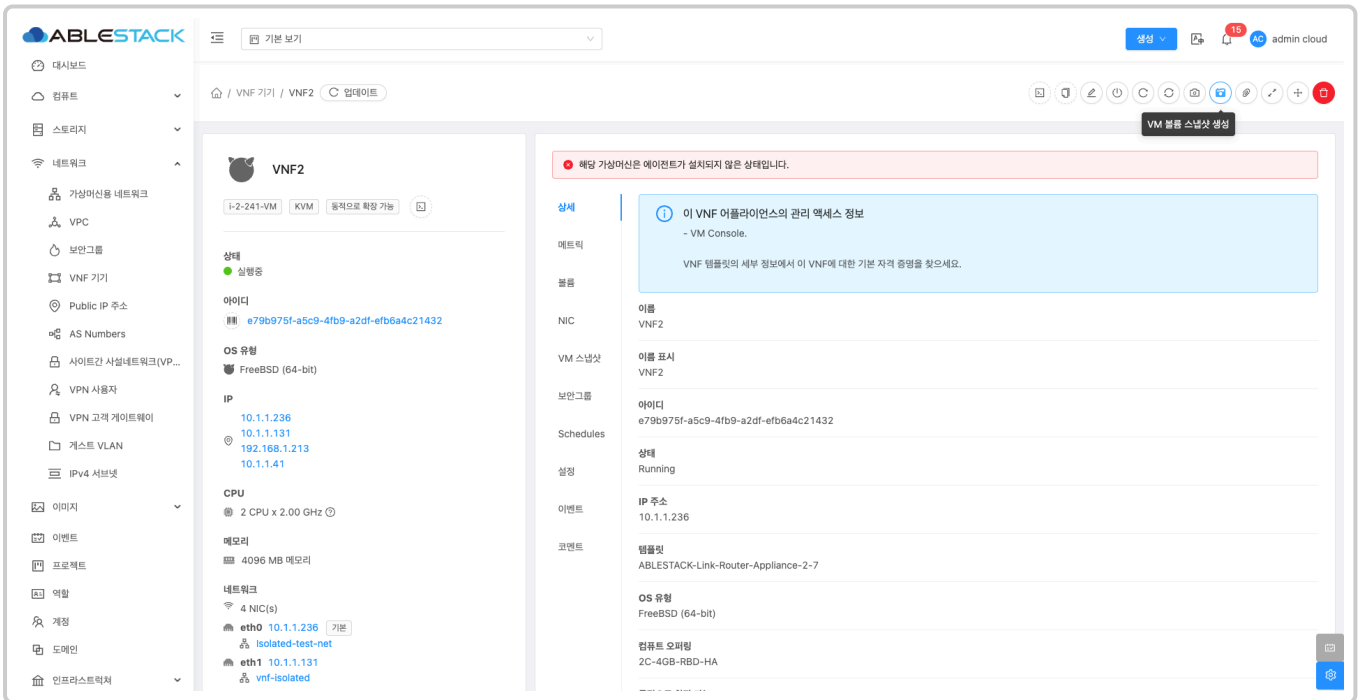 ABLESTACK
기본 보기
생성
15
AC
admin cloud
대시보드
컴퓨트
스토리지
네트워크
가상머신용 네트워크
VPC
보안그룹
VNF 기기
Public IP 주소
AS Numbers
사이트간 사설네트워크(VP...
VPN 사용자
VPN 고객 게이트웨이
게스트 VLAN
IPv4 서브넷
이미지
이벤트
프로젝트
역할
계정
도메인
인프라스트럭쳐
/ VNF 기기 / VNF2 업데이트
VM 볼륨 스냅샷 생성
VNF2
i-2-241-VM KVM 동적으로 확장 가능
상태
실행중
아이디
e79b975f-a5c9-4fb9-a2df-efb6a4c21432
OS 유형
FreeBSD (64-bit)
IP
10.1.1.236
10.1.1.131
192.168.1.213
10.1.1.41
CPU
2 CPU x 2.00 GHz
메모리
4096 MB 메모리
네트워크
4 NIC(s)
eth0 10.1.1.236 기본
Isolated-test-net
eth1 10.1.1.131
vnf-isolated
해당 가상머신은 에이전트가 설치되지 않은 상태입니다.
상세
메트릭
볼륨
NIC
VM 스냅샷
보안그룹
Schedules
설정
이벤트
코멘트
이 VNF 어플라이언스의 관리 액세스 정보
- VM Console.
VNF 템플릿의 세부 정보에서 이 VNF에 대한 기본 자격 증명을 찾으세요.
이름
VNF2
이름 표시
VNF2
아이디
e79b975f-a5c9-4fb9-a2df-efb6a4c21432
상태
Running
IP 주소
10.1.1.236
템플릿
ABLESTACK-Link-Router-Appliance-2-7
OS 유형
FreeBSD (64-bit)
컴퓨트 오퍼링
2C-4GB-RBD-HA